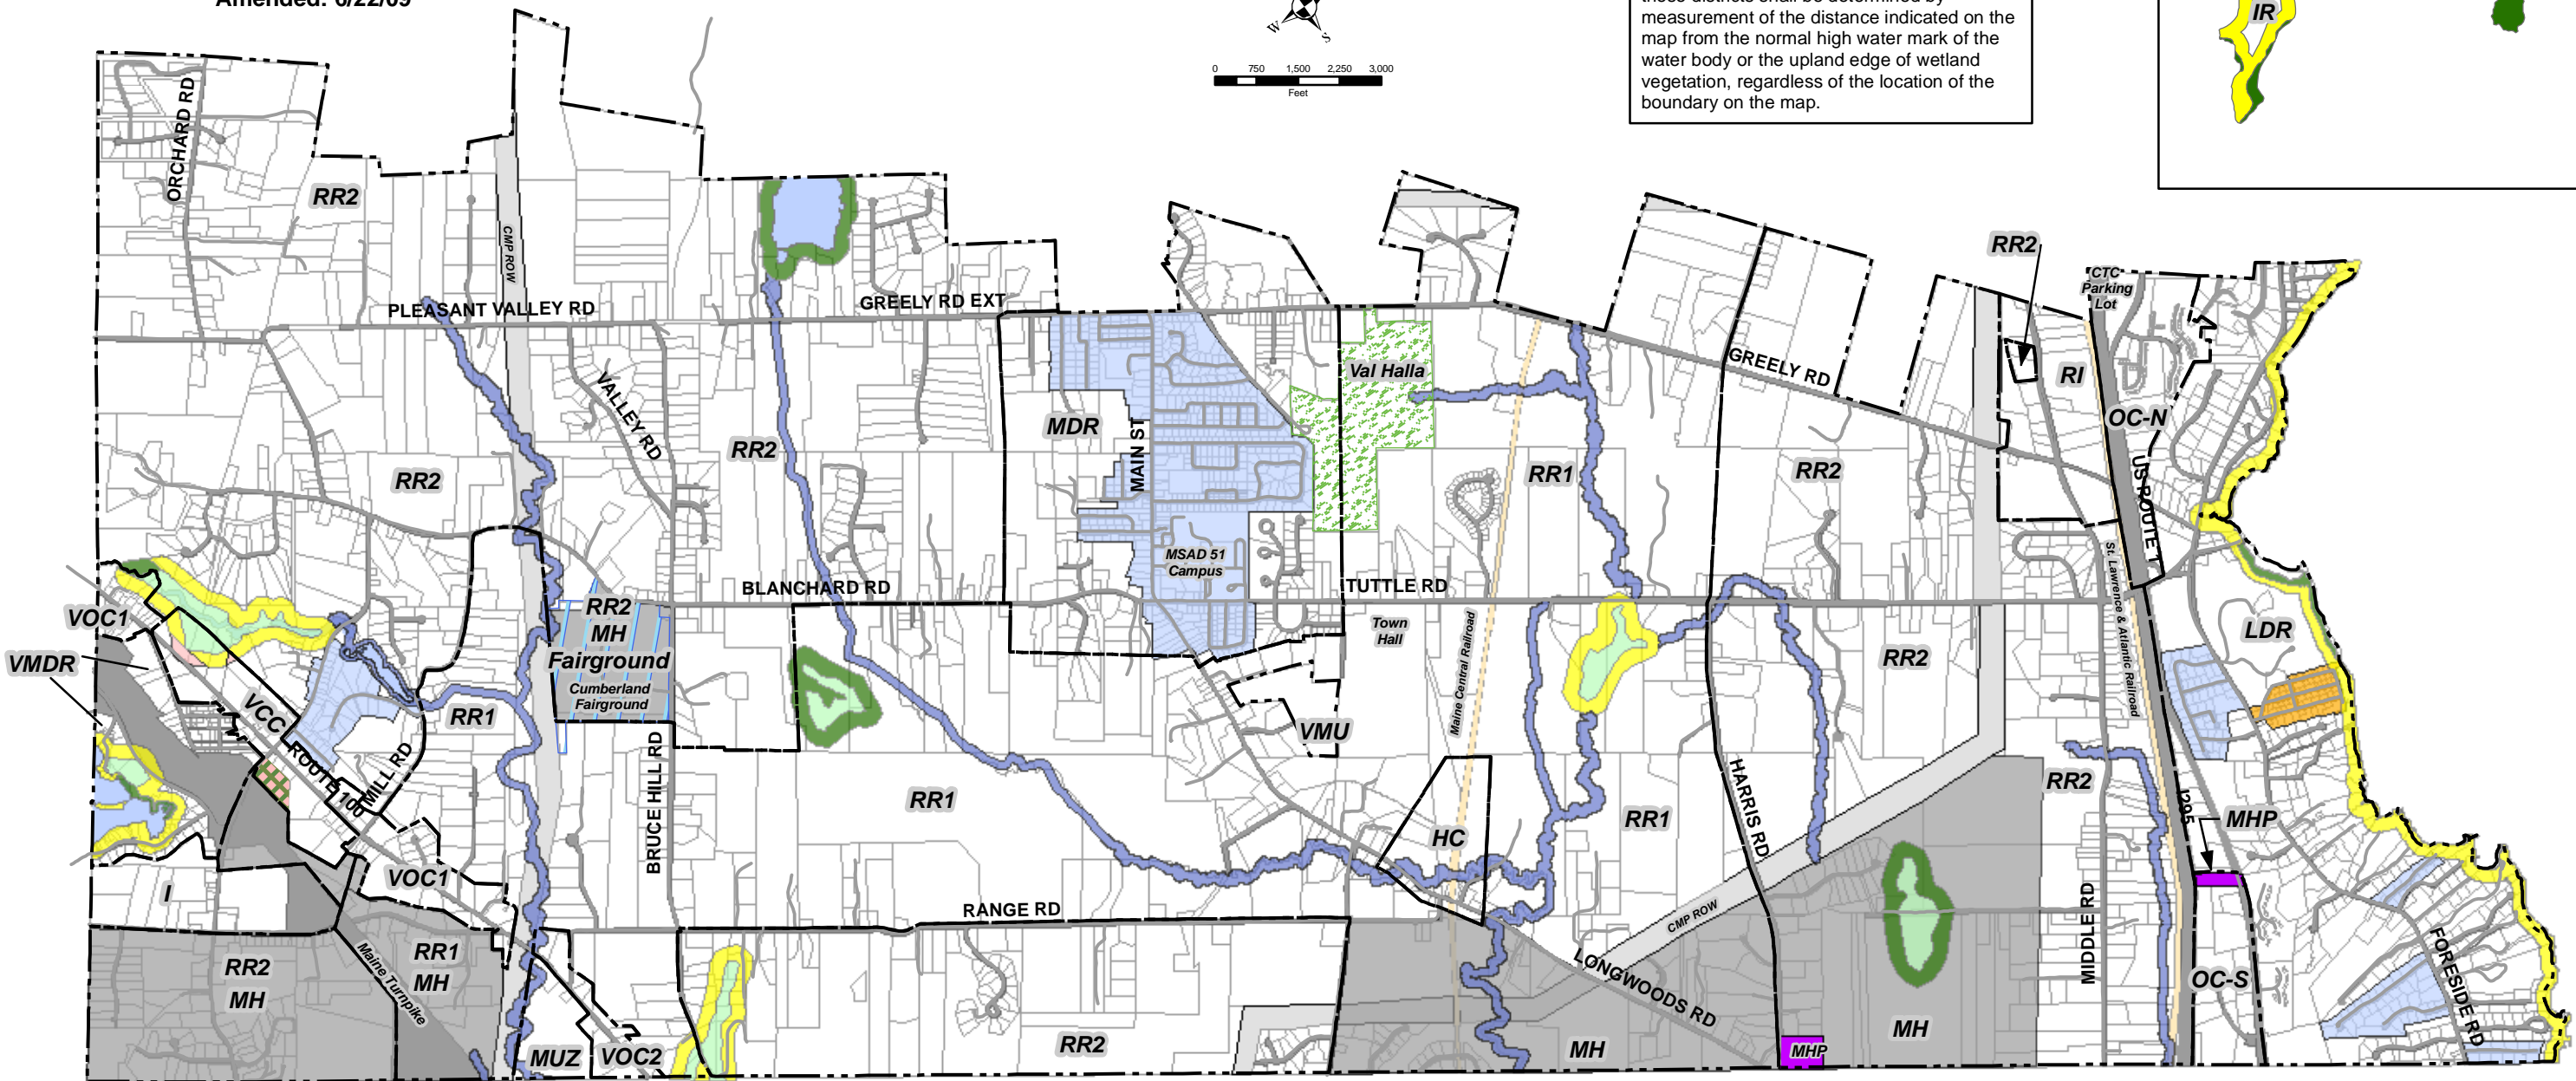 Amended: 6/22/09
W
S
0 750 1,500 2,250 3,000
Feet
measurement of the distance indicated on the
map from the normal high water mark of the
water body or the upland edge of wetland
vegetation, regardless of the location of the
boundary on the map.
IR
ORCHARD RD
RR2
CMP ROW
PLEASANT VALLEY RD
GREELY RD EXT
RR2
CTC
Parking
Lot
VALLEY RD
RR2
RR2
MDR
MAIN ST
Val Halla
RR1
GREELY RD
RR2
RI
OC-N
US ROUTE 1
MSAD 51
Campus
BLANCHARD RD
TUTTLE RD
Town
Hall
Maine Central Railroad
St. Lawrence & Atlantic Railroad
VOC1
VMDR
VCC
ROUTE 100
MILL RD
RR1
RR2
MH
Fairground
Cumberland
Fairground
BRUCE HILL RD
RR1
VMU
HC
RR1
HARRIS RD
RR2
LDR
RR2
I295
MHP
I
VOC1
RANGE RD
CMP ROW
LONGWOODS RD
MIDDLE RD
FORESIDE RD
RR2
MH
Maine Turnpike
RR1
MH
MUZ
VOC2
RR2
MH
MHP
MH
OC-S